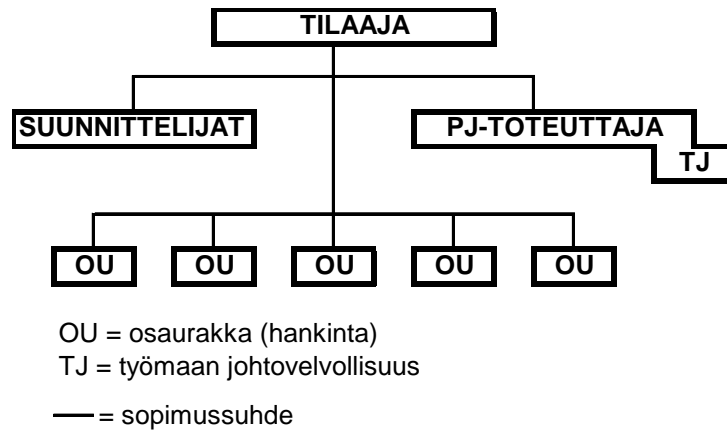 TILAAJA
SUUNNITTELIJAT
PJ-TOTEUTTAJA
TJ
OU OU OU OU OU
OU = osaurakka (hankinta)
TJ = työmaan johtovelvollisuus
= sopimussuhde